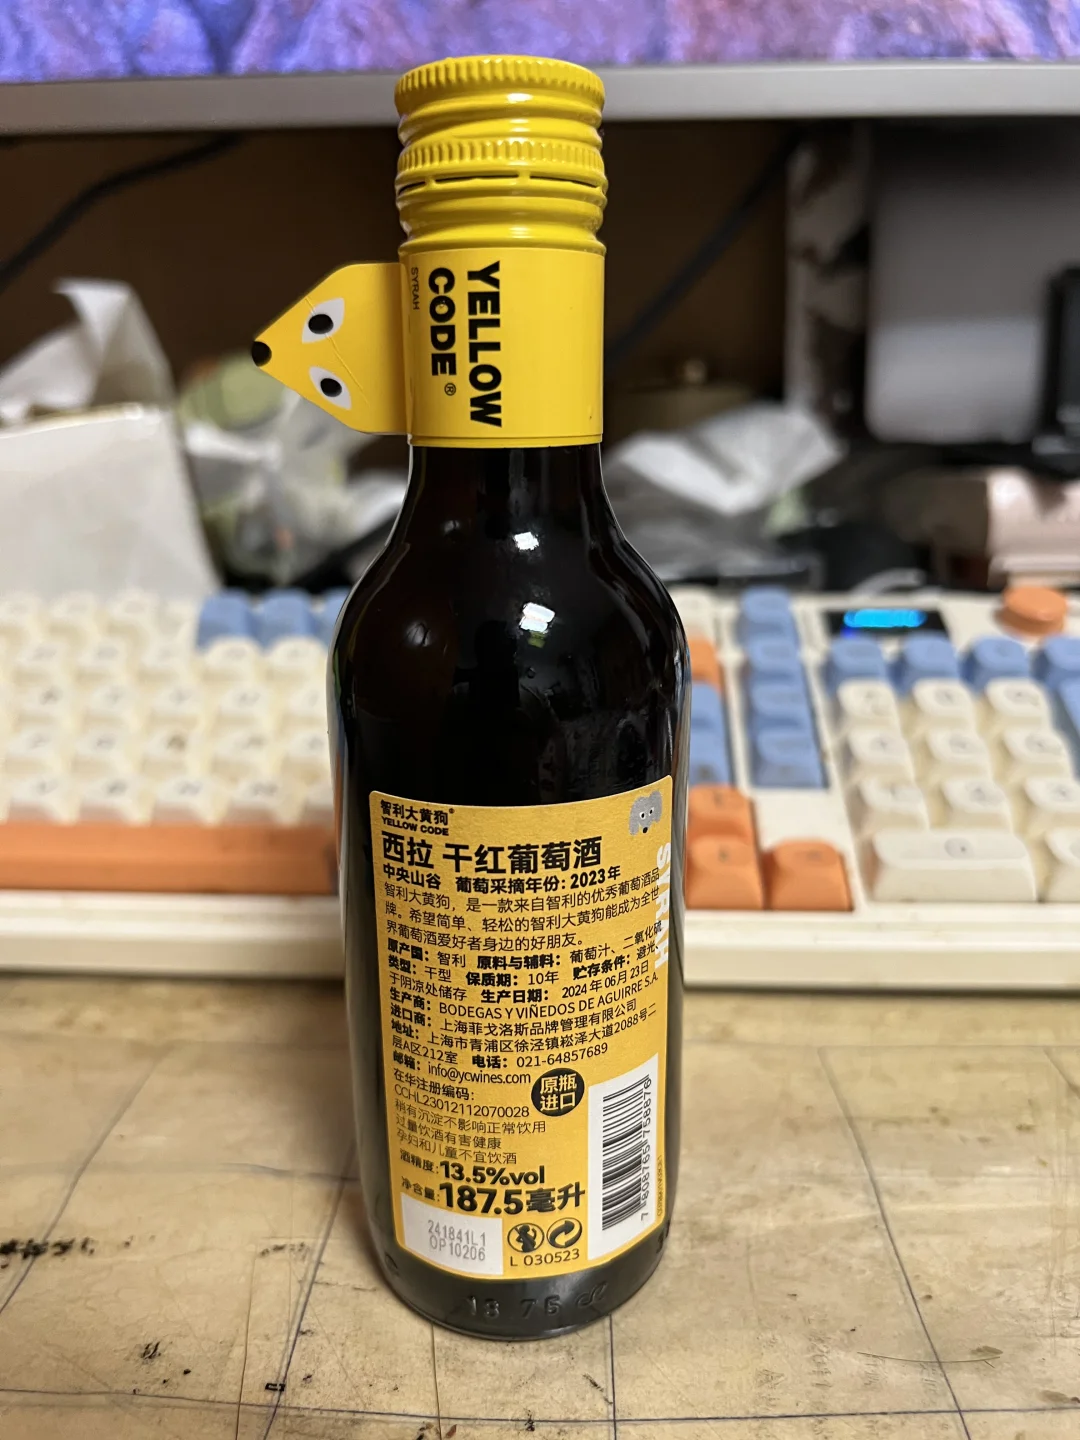 YELLOW
CODE®
SYRAH
智利大黄狗®
YELLOW CODE
西拉 干红葡萄酒
中央山谷 葡萄采摘年份: 2023年
智利大黄狗，是一款来自智利的优秀葡萄酒品
牌。希望简单、轻松的智利大黄狗能成为全世
界葡萄酒爱好者身边的好朋友。
原产国: 智利 原料与辅料: 葡萄汁、二氧化硫
类型: 干型 保质期: 10年 贮存条件: 避光、
于阴凉处储存 生产日期: 2024年06月23日
生产商: BODEGAS Y VIÑEDOS DE AGUIRRE S.A.
进口商: 上海菲戈洛斯品牌管理有限公司
地址: 上海市青浦区徐泾镇崧泽大道2088号二
层A区212室 电话: 021-64857689
邮箱: info@ycwines.com
在华注册编码:
CCHL23012112070028
稍有沉淀不影响正常饮用
过量饮酒有害健康
孕妇和儿童不宜饮酒
原瓶
进口
酒精度: 13.5%vol
净含量: 187.5毫升
241841L1
OP10206
L 030523
SYRAH
18 75